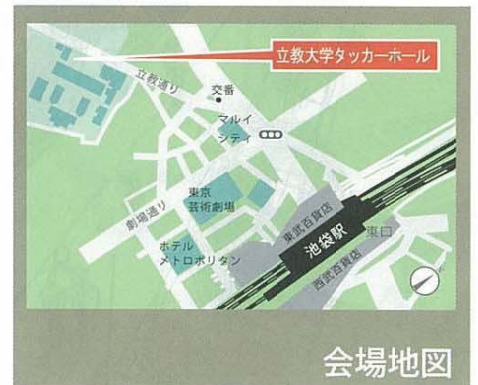 立教大学タッカーホール
立教通り
交番
マルイ
シティ
東京
芸術劇場
劇場通り
ホテル
メトロポリタン
東武百貨店
池袋駅
東口
西武百貨店
会場地図